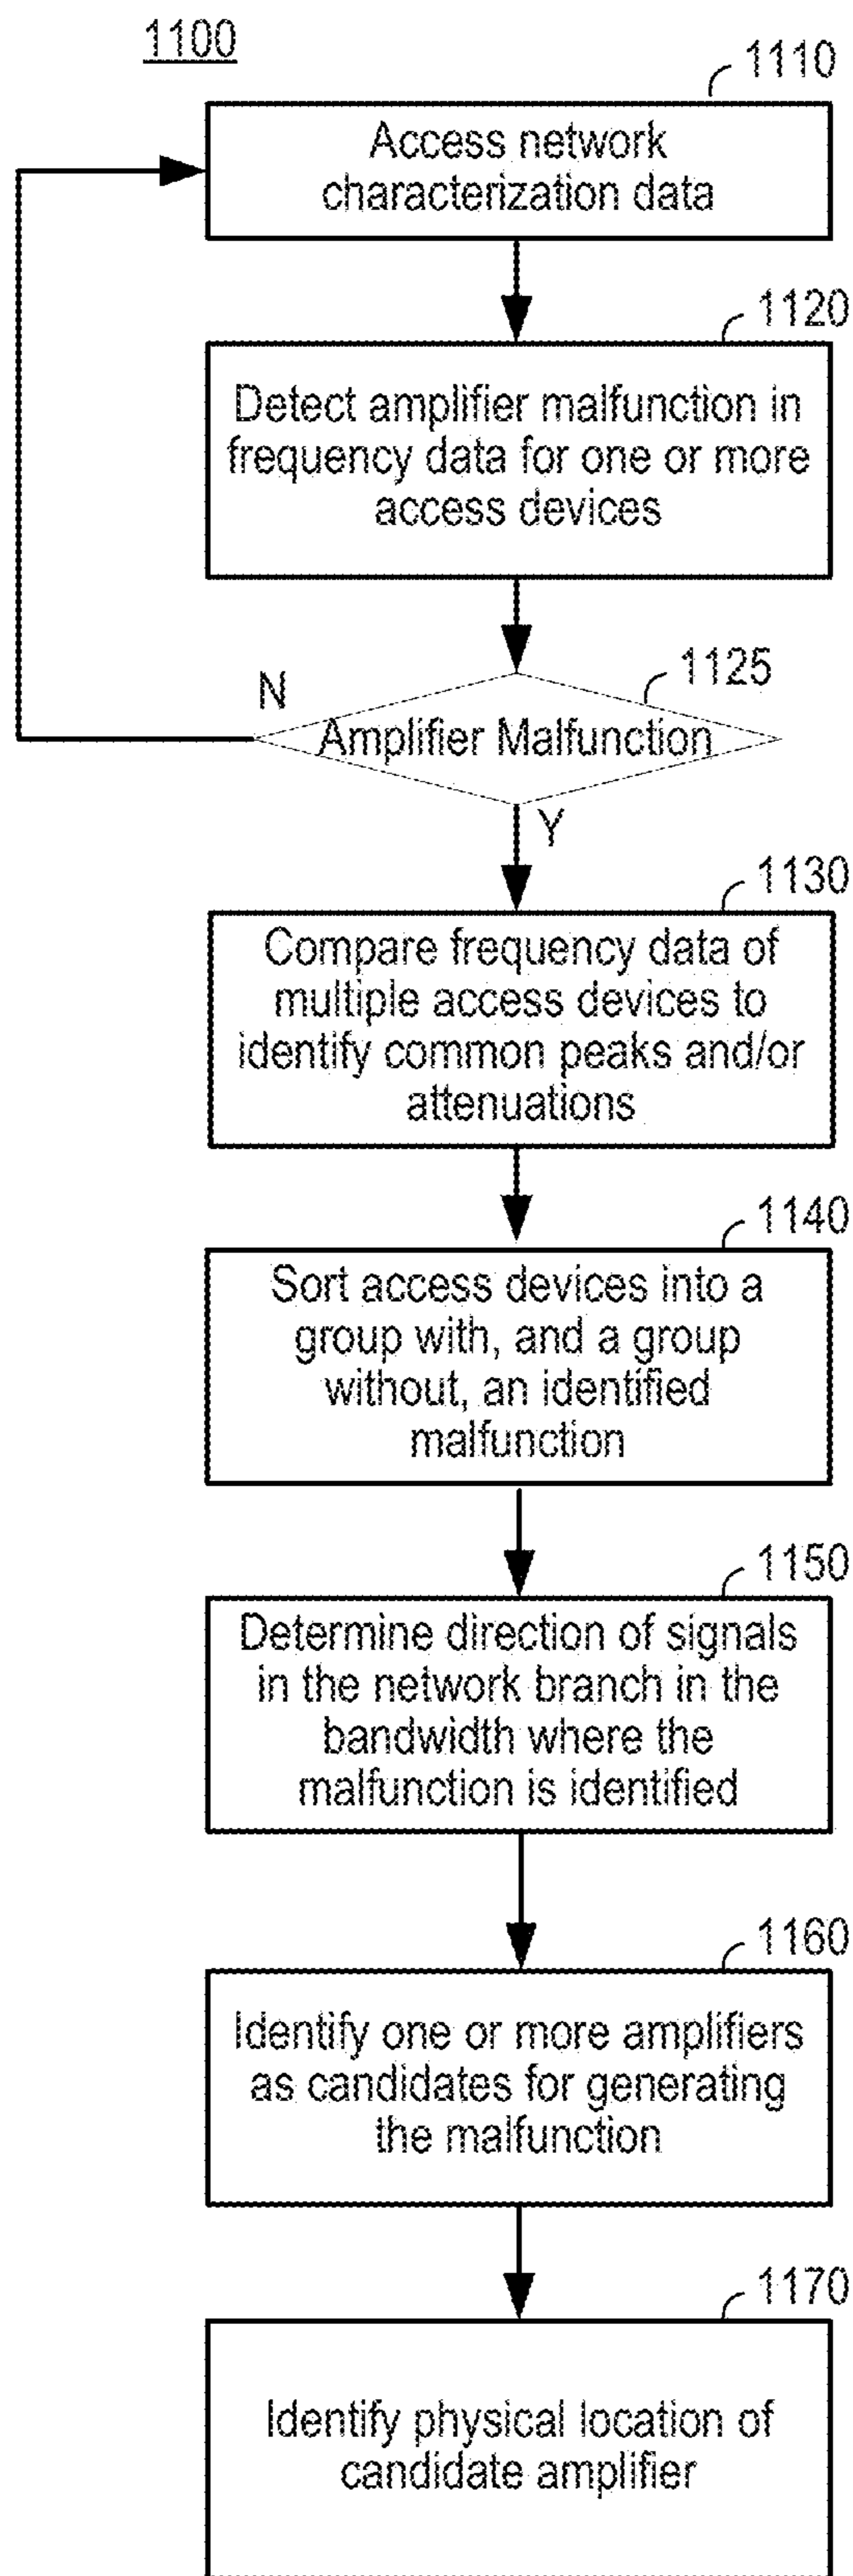 1100
1110
Access network
characterization data
1120
Detect amplifier malfunction in
frequency data for one or more
access devices
1125
N
Amplifier Malfunction
Y
1130
Compare frequency data of
multiple access devices to
identify common peaks and/or
attenuations
1140
Sort access devices into a
group with, and a group
without, an identified
malfunction
1150
Determine direction of signals
in the network branch in the
bandwidth where the
malfunction is identified
1160
Identify one or more amplifiers
as candidates for generating
the malfunction
1170
Identify physical location of
candidate amplifier